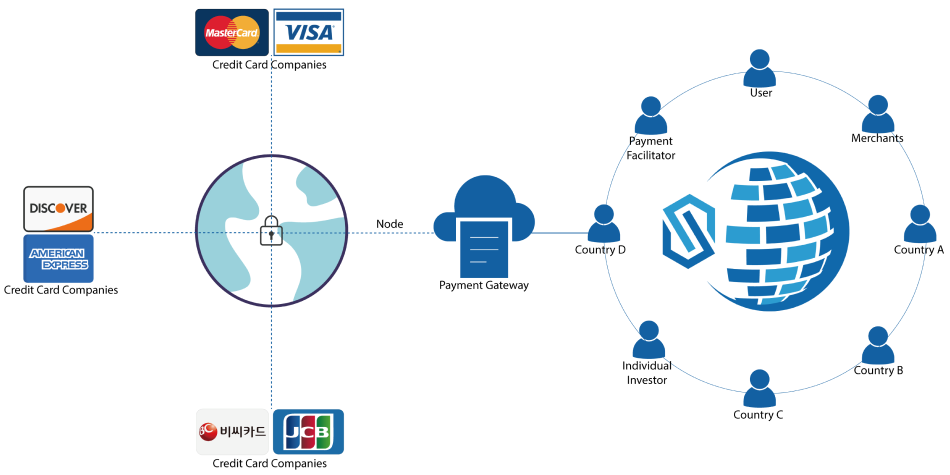 MasterCard
VISA
Credit Card Companies
User
Merchants
Payment
Facilitator
DISCOVER
AMERICAN
EXPRESS
Credit Card Companies
Node
Payment Gateway
Country D
Country A
Individual
Investor
Country B
Country C
BC 비씨카드
JCB
Credit Card Companies